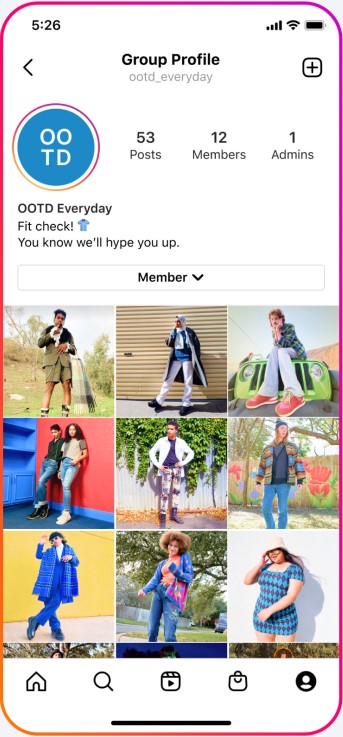 5:26
Group Profile
ootd_everyday
OO
TD
53
12
1
Posts
Members
Admins
OOTD Everyday
Fit check! 👕
You know we'll hype you up.
Member